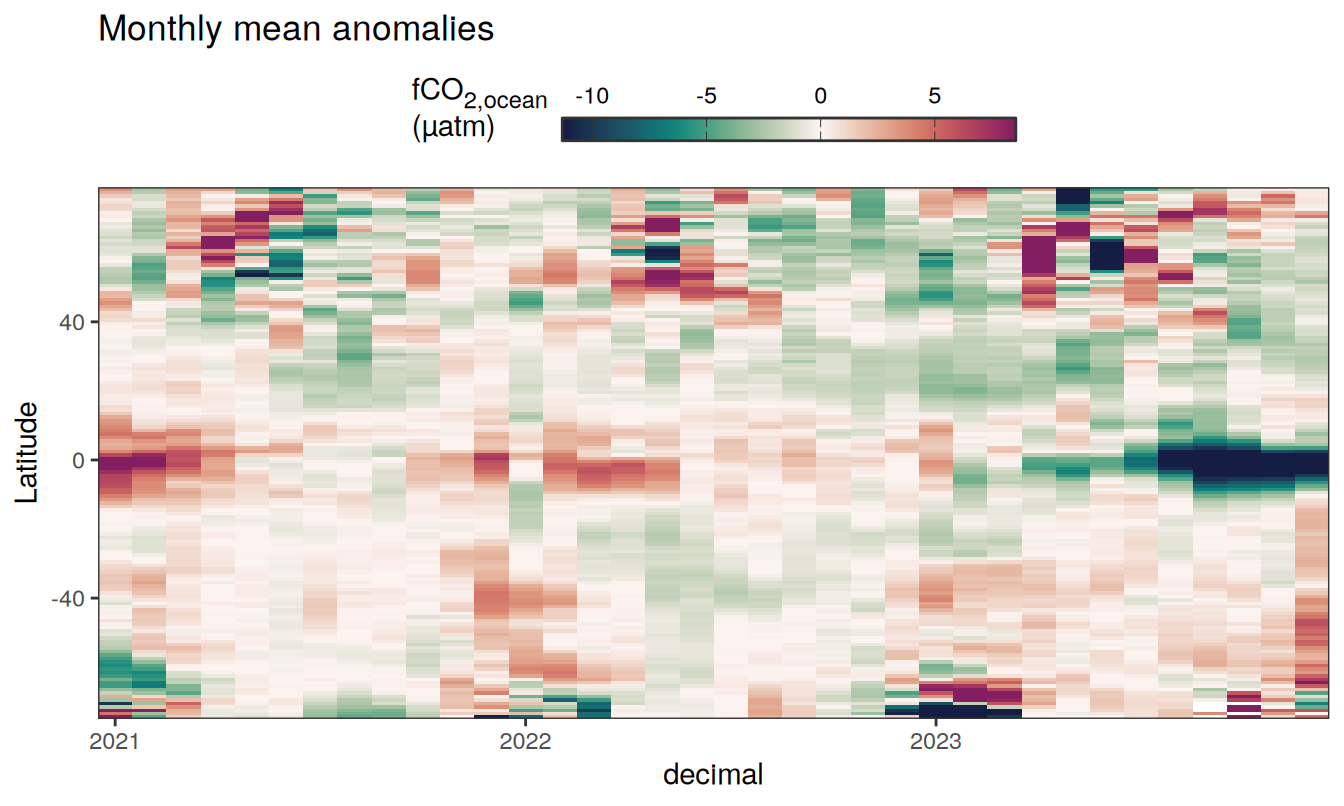 Monthly mean anomalies
fCO2,ocean
(µatm)
-10 -5 0 5
Latitude
40
0
-40
2021 2022 2023
decimal